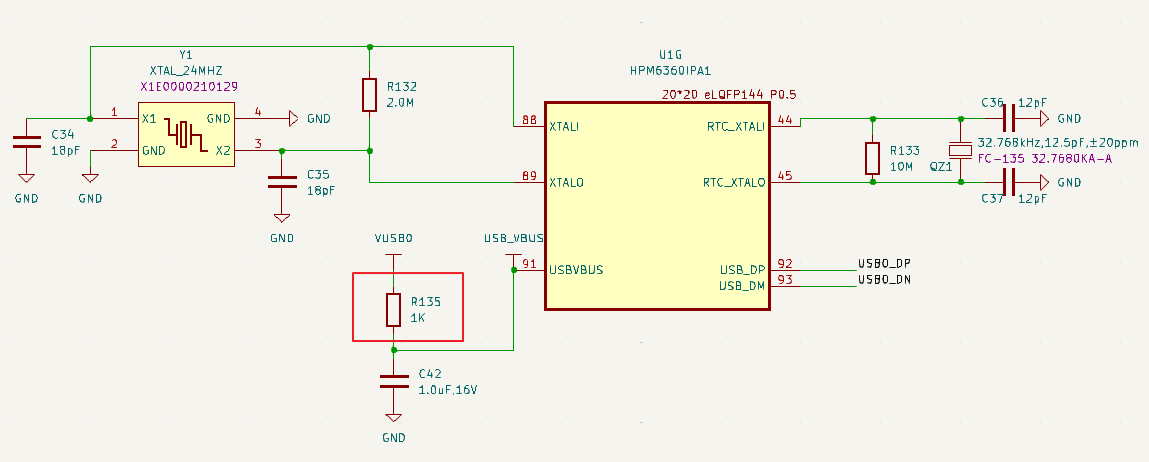 Y1
XTAL_24MHZ
X1E0000210129
1
X1
GND
4
GND
2
GND
X2
3
C34
18pF
GND
GND
C35
18pF
GND
R132
2.0M
U1G
HPM6360IPA1
20*20 eLQFP144 P0.5
88
XTALI
89
XTALO
91
USBVBUS
RTC_XTALI
44
RTC_XTALO
45
USB_DP
92
USB_DM
93
C36
12pF
GND
R133
10M
QZ1
32.768kHz,12.5pF,±20ppm
FC-135 32.7680KA-A
C37
12pF
GND
USB0_DP
USB0_DN
VUSB0
USB_VBUS
R135
1K
C42
1.0uF,16V
GND